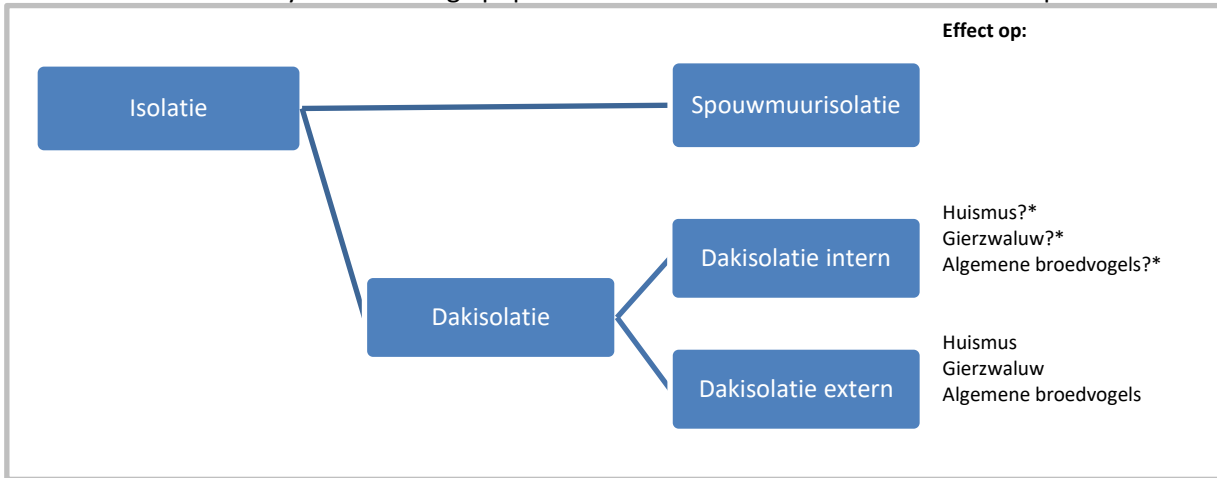 Effect op:
Isolatie
Spouwmuurisolatie
Dakisolatie
Dakisolatie intern
Huismus?*
Gierzwaluw?*
Algemene broedvogels?*
Dakisolatie extern
Huismus
Gierzwaluw
Algemene broedvogels